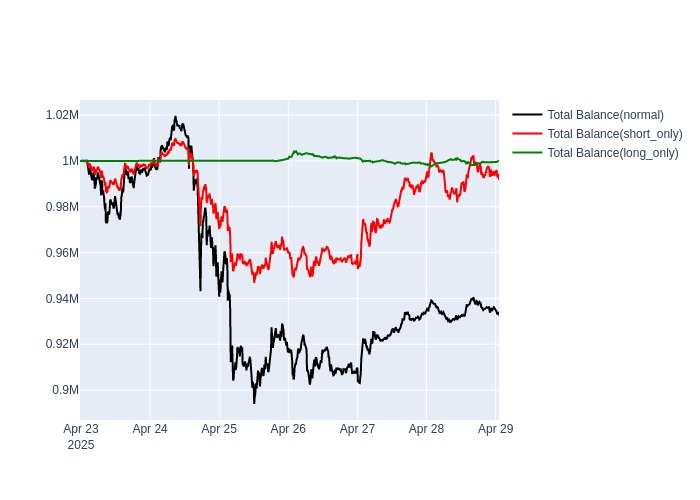 1.02M
1M
0.98M
0.96M
0.94M
0.92M
0.9M
Apr 23
2025
Apr 24
Apr 25
Apr 26
Apr 27
Apr 28
Apr 29
Total Balance(normal)
Total Balance(short_only)
Total Balance(long_only)